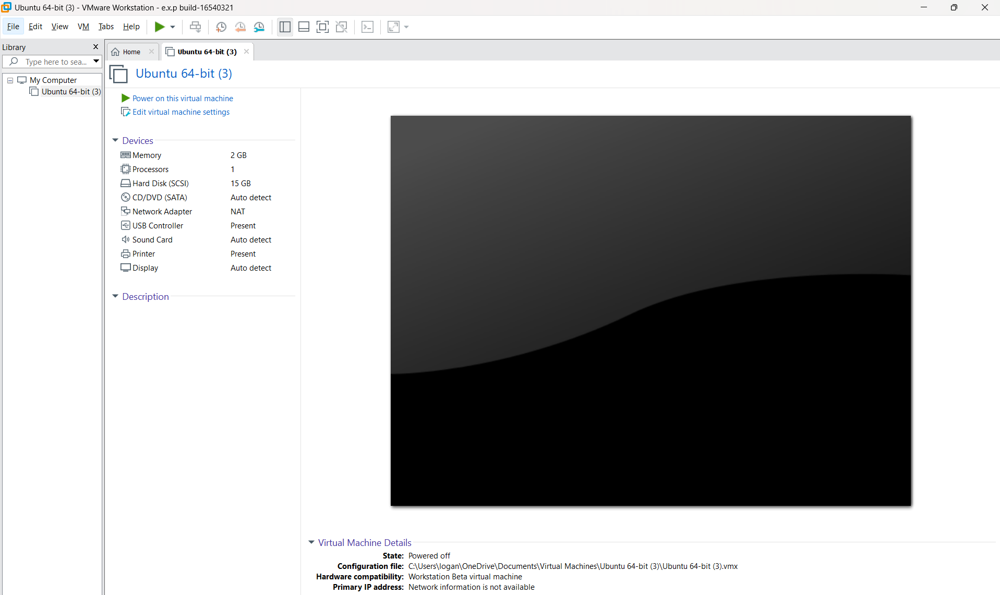 Ubuntu 64-bit (3) - VMware Workstation - e.x.p build-16540321
File Edit View VM Tabs Help
Library
Type here to sea...
My Computer
Ubuntu 64-bit (3)
Home
Ubuntu 64-bit (3)
Ubuntu 64-bit (3)
Power on this virtual machine
Edit virtual machine settings
Devices
Memory 2 GB
Processors 1
Hard Disk (SCSI) 15 GB
CD/DVD (SATA) Auto detect
Network Adapter NAT
USB Controller Present
Sound Card Auto detect
Printer Present
Display Auto detect
Description
Virtual Machine Details
State: Powered off
Configuration file: C:\Users\logan\OneDrive\Documents\Virtual Machines\Ubuntu 64-bit (3)\Ubuntu 64-bit (3).vmx
Hardware compatibility: Workstation Beta virtual machine
Primary IP address: Network information is not available